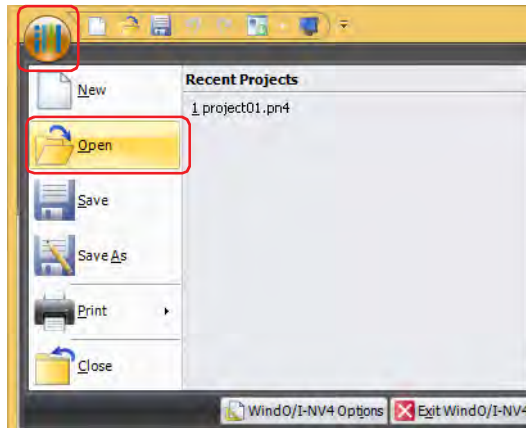 New
Recent Projects
1 project01.pn4
Open
Save
Save As
Print
Close
WindO/I-NV4 Options
Exit WindO/I-NV4